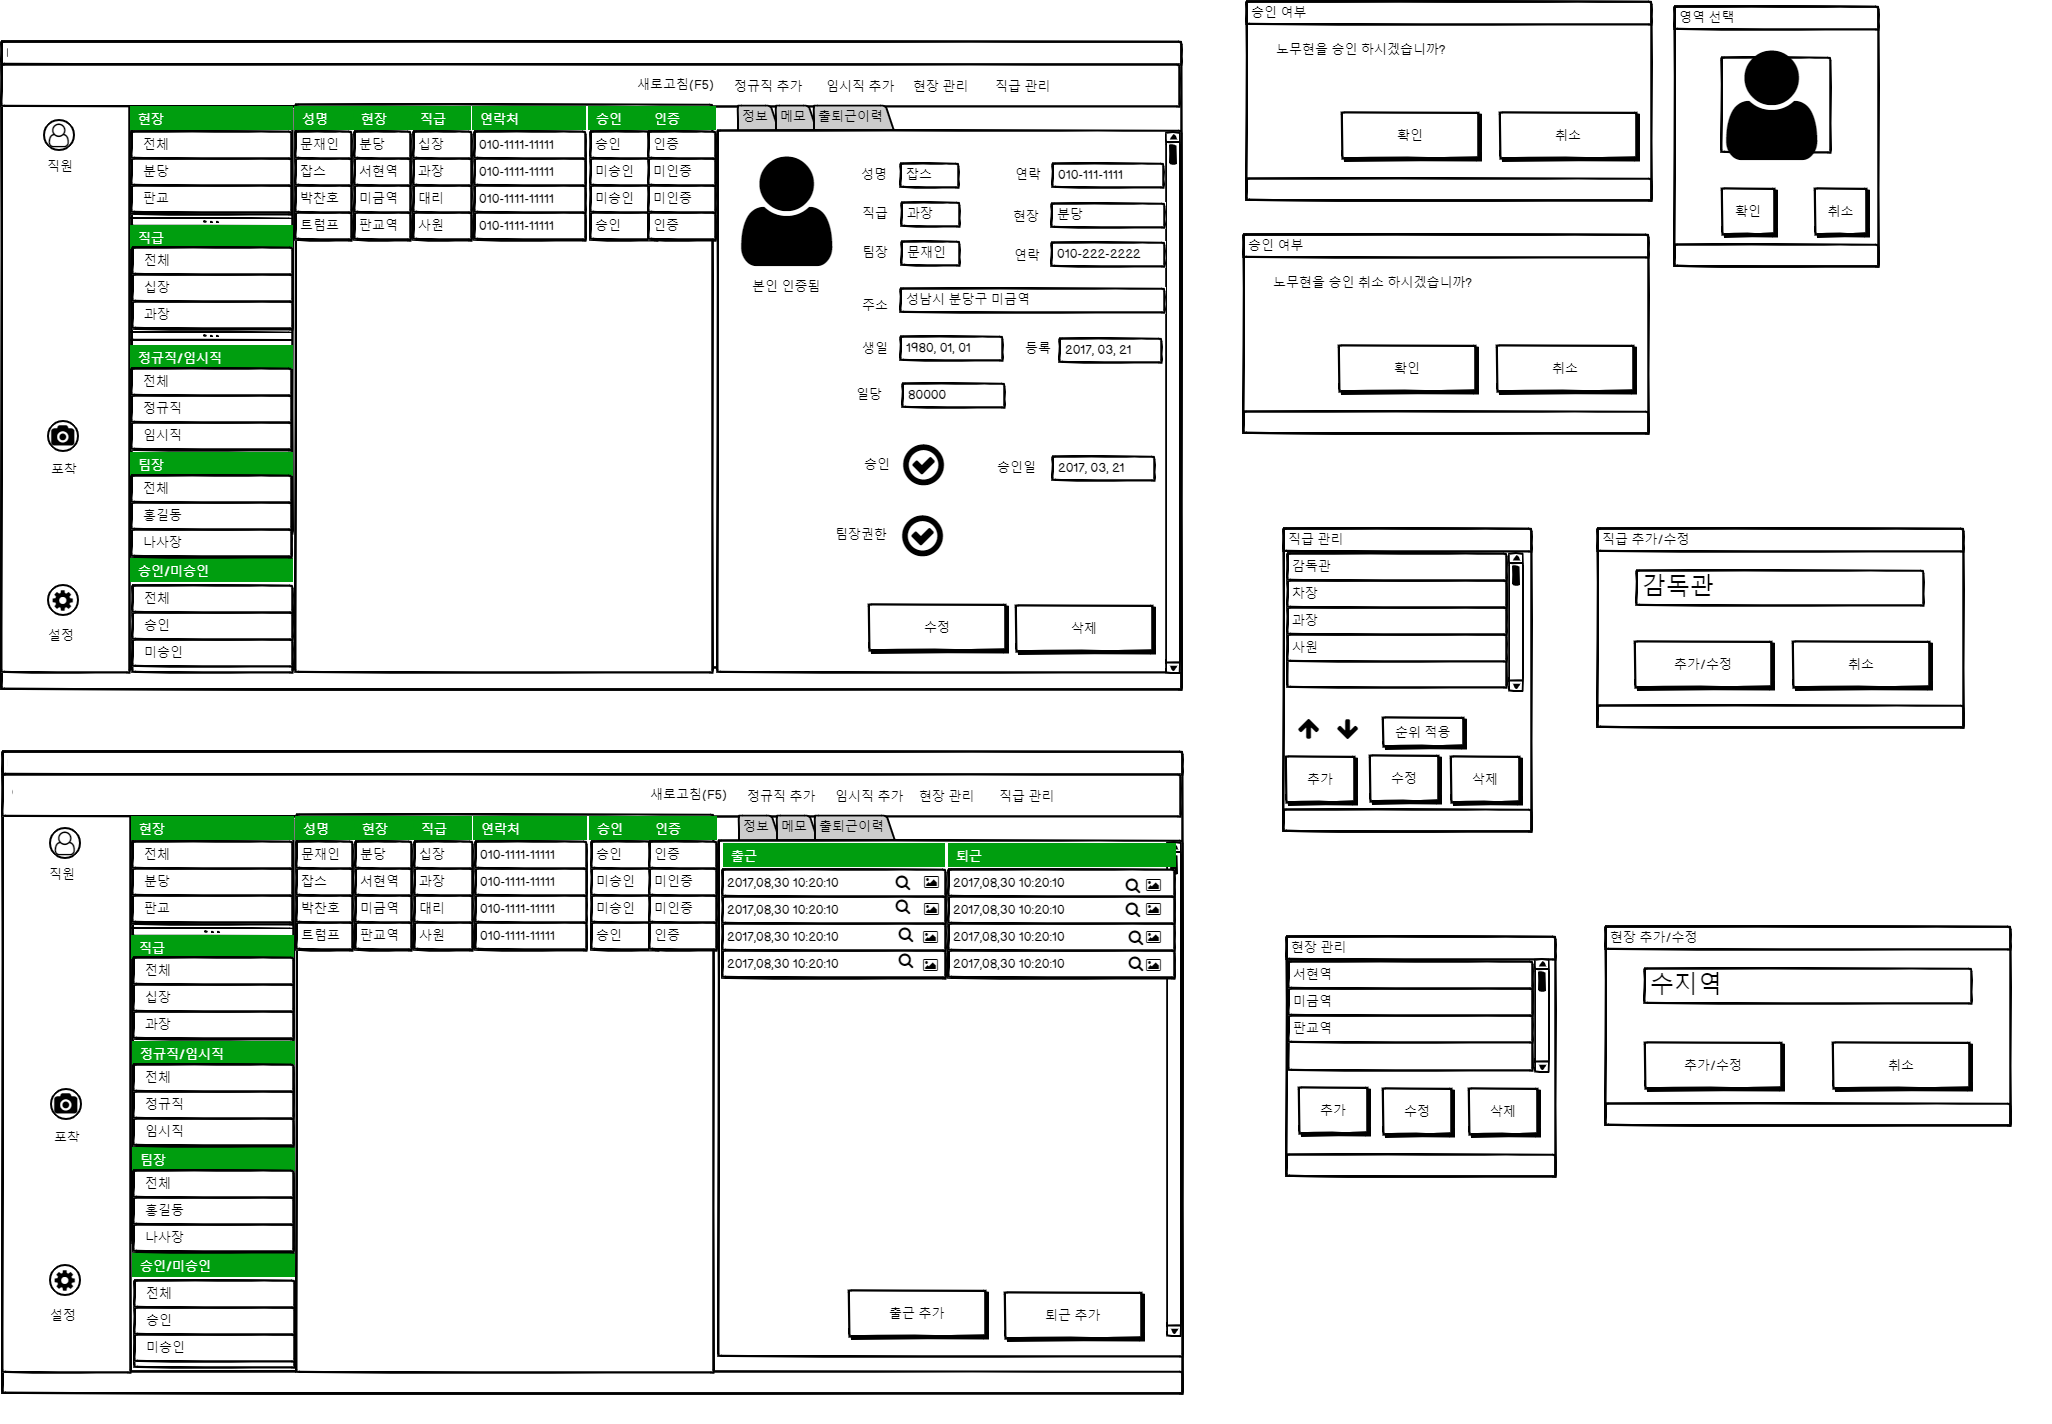 새로고침(F5) 정규직 추가 임시직 추가 현장 관리 직급 관리
직원
포착
설정
현장
전체
분당
판교
...
직급
전체
십장
과장
...
정규직/임시직
전체
정규직
임시직
팀장
전체
홍길동
나사장
승인/미승인
전체
승인
미승인
성명 현장 직급 연락처 승인 인증
문재인 분당 십장 010-1111-11111 승인 인증
잡스 서현역 과장 010-1111-11111 미승인 미인증
박찬호 미금역 대리 010-1111-11111 미승인 미인증
트럼프 판교역 사원 010-1111-11111 승인 인증
정보 메모 출퇴근이력
본인 인증됨
성명 잡스 연락 010-111-1111
직급 과장 현장 분당
팀장 문재인 연락 010-222-2222
주소 성남시 분당구 미금역
생일 1980, 01, 01 등록 2017, 03, 21
일당 80000
승인 승인일 2017, 03, 21
팀장권한
수정 삭제
승인 여부
노무현을 승인 하시겠습니까?
확인 취소
영역 선택
확인 취소
승인 여부
노무현을 승인 취소 하시겠습니까?
확인 취소
직급 관리
감독관
차장
과장
사원
순위 적용
추가 수정 삭제
직급 추가/수정
감독관
추가/수정 취소
새로고침(F5) 정규직 추가 임시직 추가 현장 관리 직급 관리
직원
포착
설정
현장
전체
분당
판교
...
직급
전체
십장
과장
정규직/임시직
전체
정규직
임시직
팀장
전체
홍길동
나사장
승인/미승인
전체
승인
미승인
성명 현장 직급 연락처 승인 인증
문재인 분당 십장 010-1111-11111 승인 인증
잡스 서현역 과장 010-1111-11111 미승인 미인증
박찬호 미금역 대리 010-1111-11111 미승인 미인증
트럼프 판교역 사원 010-1111-11111 승인 인증
정보 메모 출퇴근이력
출근 퇴근
2017,08,30 10:20:10 2017,08,30 10:20:10
2017,08,30 10:20:10 2017,08,30 10:20:10
2017,08,30 10:20:10 2017,08,30 10:20:10
2017,08,30 10:20:10 2017,08,30 10:20:10
출근 추가 퇴근 추가
현장 관리
서현역
미금역
판교역
추가 수정 삭제
현장 추가/수정
수지역
추가/수정 취소